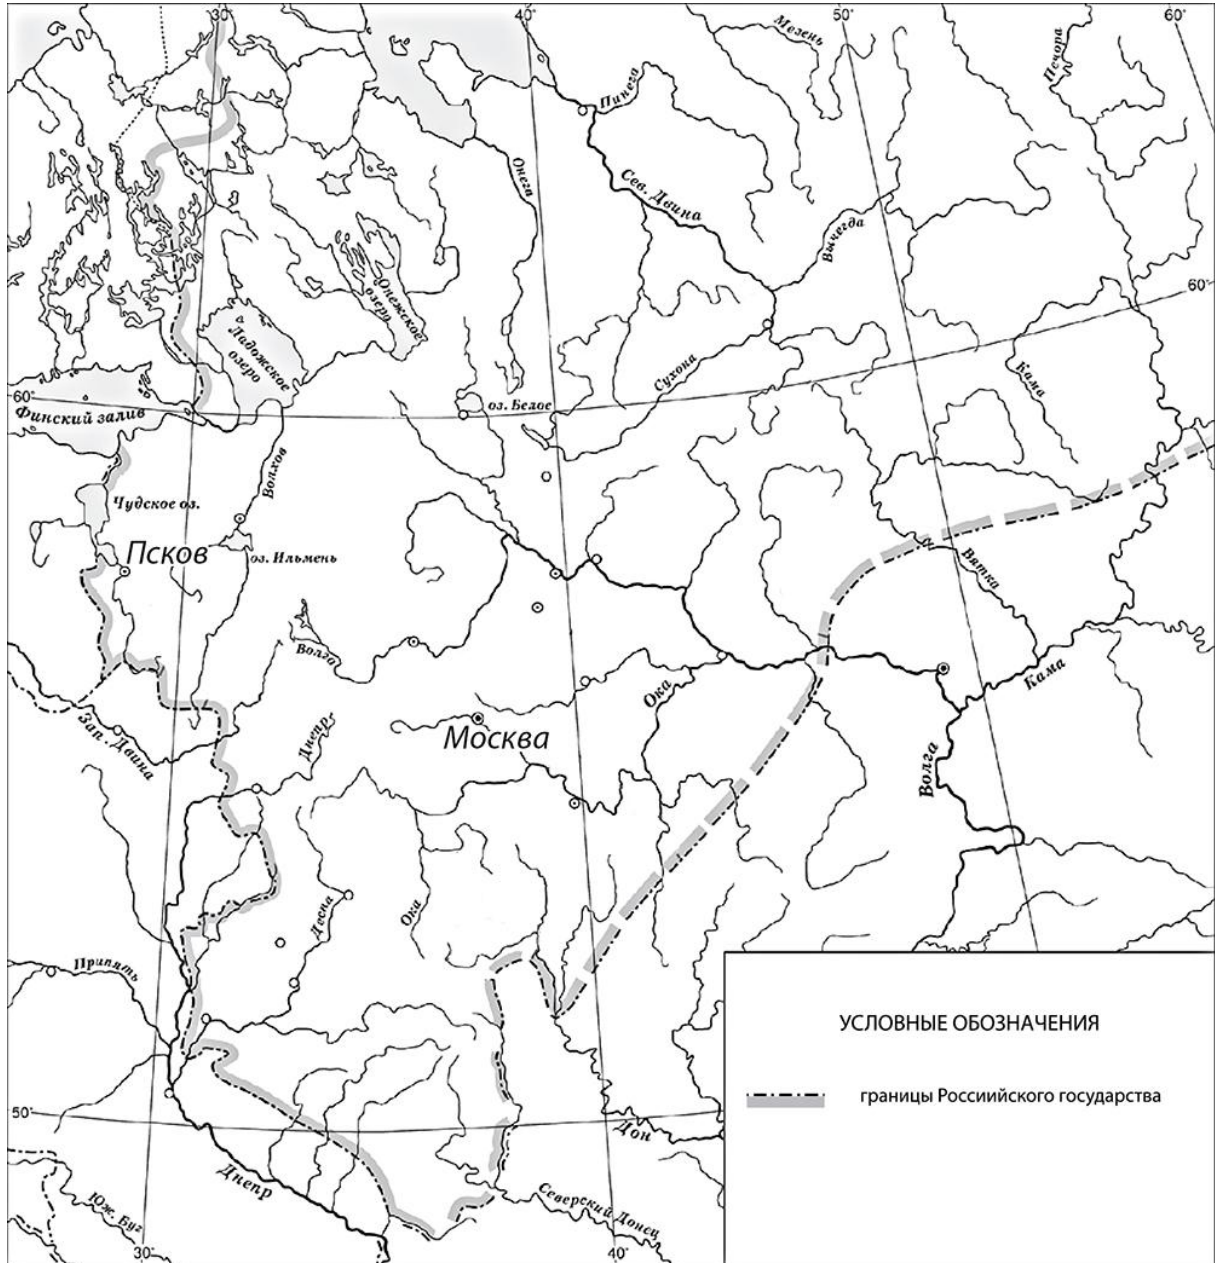 30°
40°
50°
60°
Мезень
Печора
Пинега
Онега
Сев. Двина
Вычегда
60°
Онежское
озеро
Ладожское
озеро
Сухона
Кама
60°
оз. Белое
Финский залив
Волхов
Чудское оз.
Псков
оз. Ильмень
Вятка
Волга
Ока
Кама
Зап. Двина
Днепр
Москва
Волга
Десна
Ока
Припять
УСЛОВНЫЕ ОБОЗНАЧЕНИЯ
границы Россиийского государства
50°
Дон
Днепр
Северский Донец
Юж. Буг
30°
40°